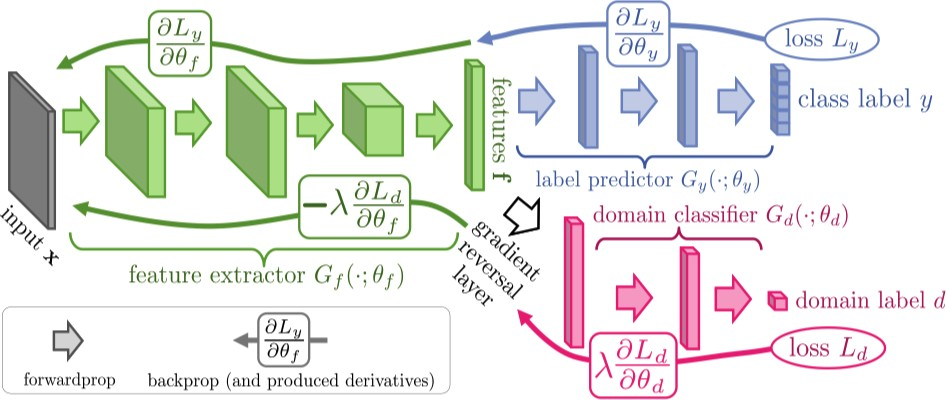 ∂L_y/∂θ_f
∂L_y/∂θ_y
loss L_y
features f
class label y
label predictor G_y(·;θ_y)
input x
−λ ∂L_d/∂θ_f
feature extractor G_f(·;θ_f)
gradient
reversal
layer
domain classifier G_d(·;θ_d)
domain label d
λ ∂L_d/∂θ_d
loss L_d
∂L_y/∂θ_f
forwardprop
backprop (and produced derivatives)